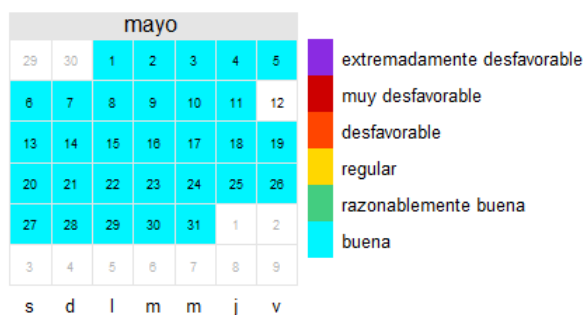 mayo
29 30 1 2 3 4 5
6 7 8 9 10 11 12
13 14 15 16 17 18 19
20 21 22 23 24 25 26
27 28 29 30 31 1 2
3 4 5 6 7 8 9
s d l m m j v
extremadamente desfavorable
muy desfavorable
desfavorable
regular
razonablemente buena
buena